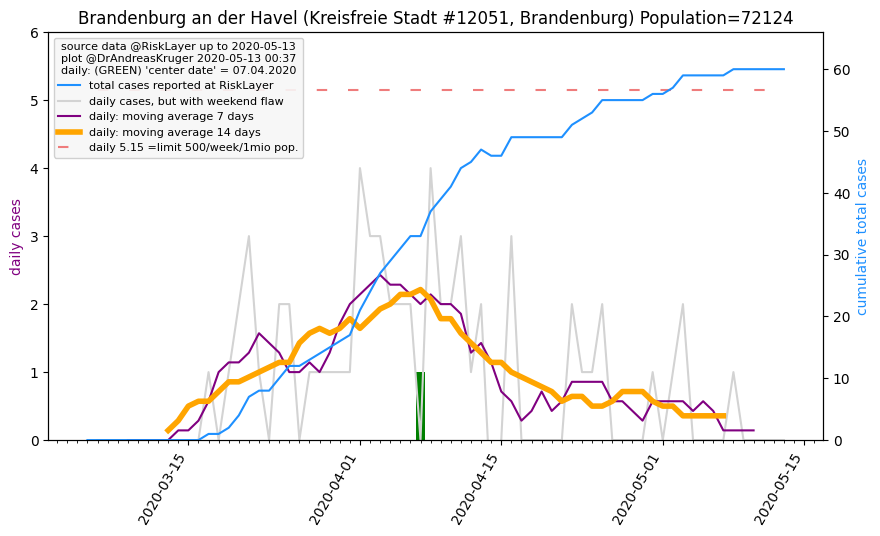 Brandenburg an der Havel (Kreisfreie Stadt #12051, Brandenburg) Population=72124
source data @RiskLayer up to 2020-05-13
plot @DrAndreasKruger 2020-05-13 00:37
daily: (GREEN) 'center date' = 07.04.2020
total cases reported at RiskLayer
daily cases, but with weekend flaw
daily: moving average 7 days
daily: moving average 14 days
daily 5.15 =limit 500/week/1mio pop.
daily cases
6
5
4
3
2
1
0
cumulative total cases
60
50
40
30
20
10
0
2020-03-15
2020-04-01
2020-04-15
2020-05-01
2020-05-15